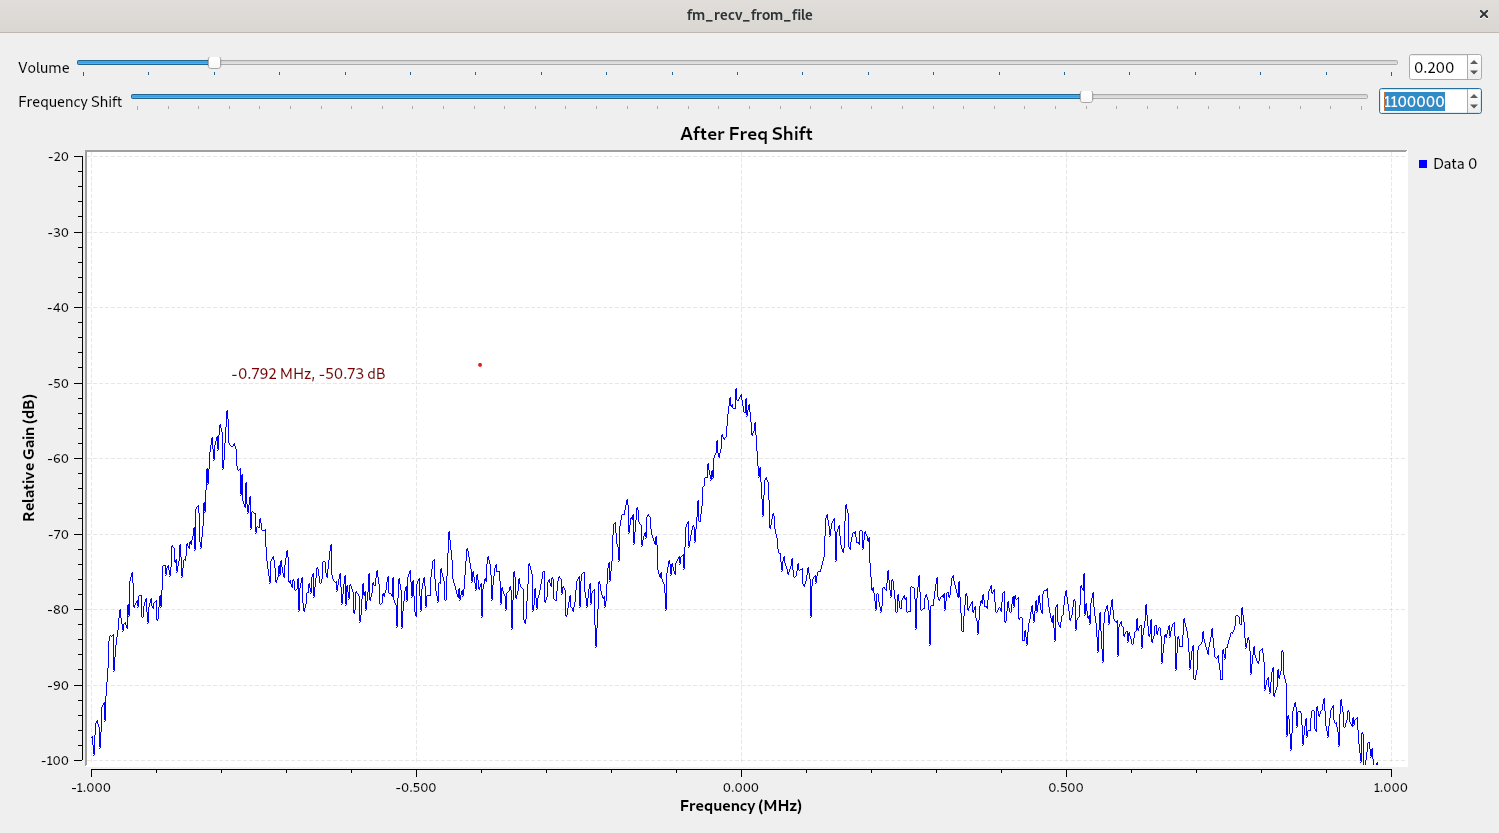 fm_recv_from_file
Volume 0.200
Frequency Shift 1100000
After Freq Shift
Data 0
Relative Gain (dB)
-20
-30
-40
-50
-60
-70
-80
-90
-100
-0.792 MHz, -50.73 dB
-1.000 -0.500 0.000 0.500 1.000
Frequency (MHz)